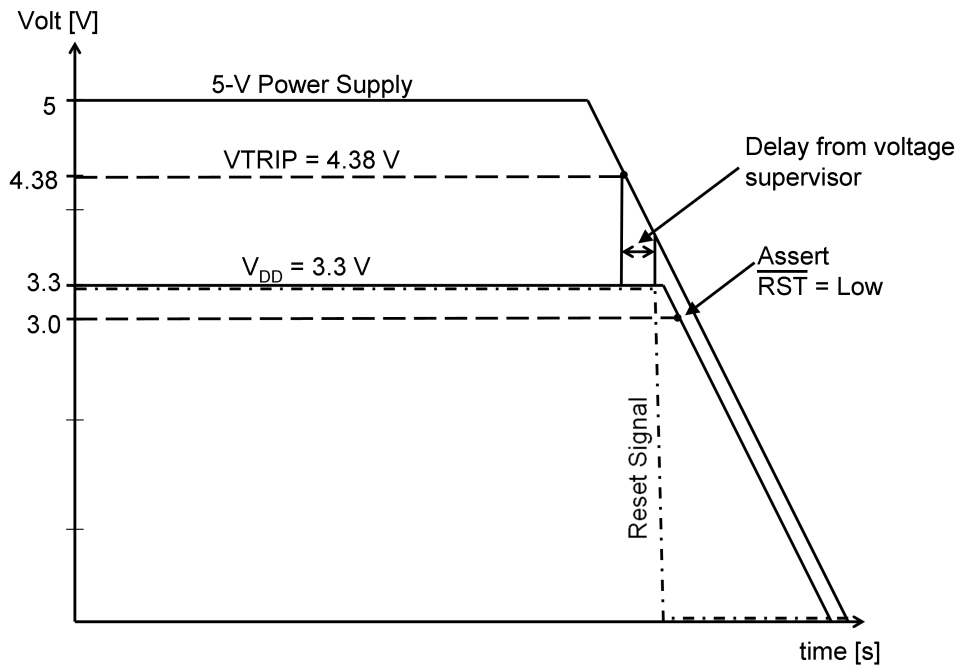 Volt [V]
5-V Power Supply
5
Delay from voltage
supervisor
VTRIP = 4.38 V
4.38
Assert
RST = Low
VDD = 3.3 V
3.3
3.0
Reset Signal
time [s]